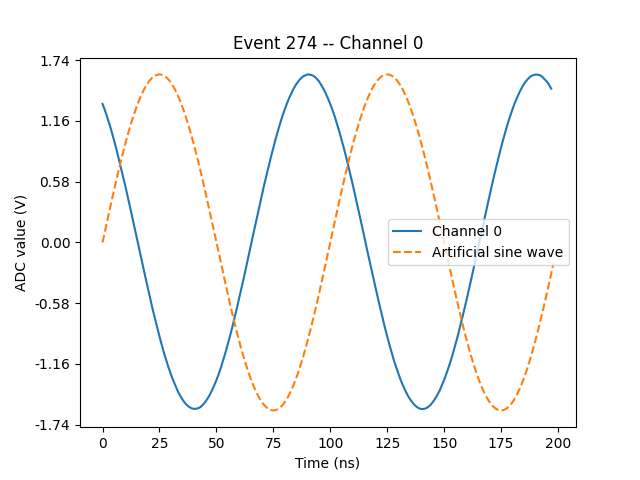 Event 274 -- Channel 0
1.74
1.16
0.58
0.00
-0.58
-1.16
-1.74
ADC value (V)
Channel 0
Artificial sine wave
0 25 50 75 100 125 150 175 200
Time (ns)